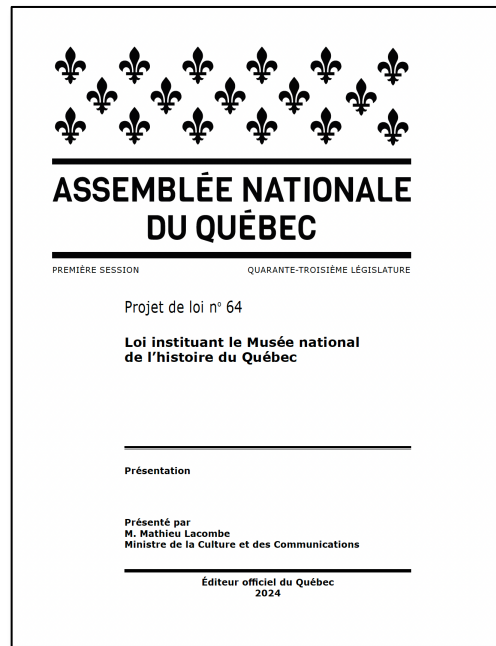 ASSEMBLÉE NATIONALE
DU QUÉBEC
PREMIÈRE SESSION QUARANTE-TROISIÈME LÉGISLATURE
Projet de loi nº 64
Loi instituant le Musée national
de l’histoire du Québec
Présentation
Présenté par
M. Mathieu Lacombe
Ministre de la Culture et des Communications
Éditeur officiel du Québec
2024